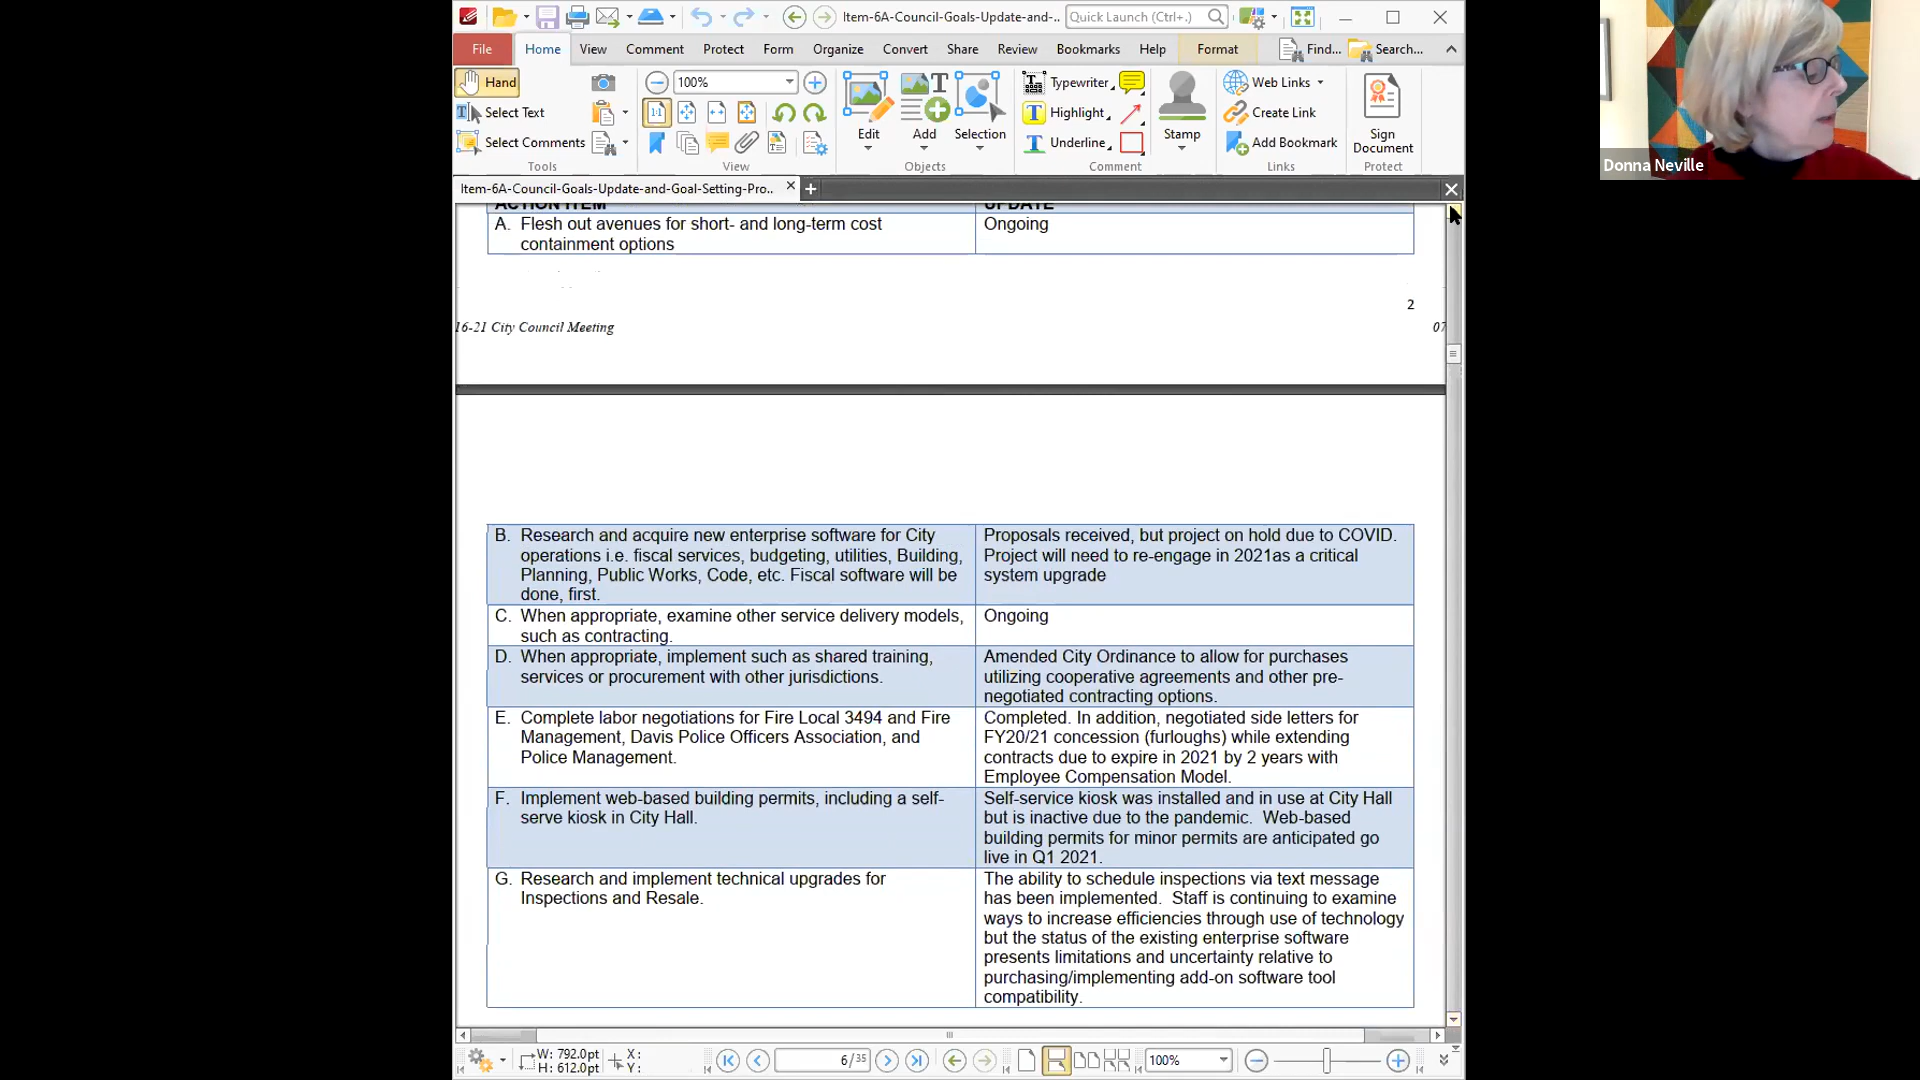 Item-6A-Council-Goals-Update-and-..
Quick Launch (Ctrl+.)
File
Home
View
Comment
Protect
Form
Organize
Convert
Share
Review
Bookmarks
Help
Format
Find...
Search...
Hand
Select Text
Select Comments
Tools
100%
View
Edit
Add
Selection
Objects
Typewriter
Highlight
Underline
Stamp
Comment
Web Links
Create Link
Add Bookmark
Links
Sign
Document
Protect
Donna Neville
Item-6A-Council-Goals-Update-and-Goal-Setting-Pro..
ACTION ITEM
UPDATE
A. Flesh out avenues for short- and long-term cost
containment options
Ongoing
2
16-21 City Council Meeting
07
B. Research and acquire new enterprise software for City
operations i.e. fiscal services, budgeting, utilities, Building,
Planning, Public Works, Code, etc. Fiscal software will be
done, first.
Proposals received, but project on hold due to COVID.
Project will need to re-engage in 2021as a critical
system upgrade
C. When appropriate, examine other service delivery models,
such as contracting.
Ongoing
D. When appropriate, implement such as shared training,
services or procurement with other jurisdictions.
Amended City Ordinance to allow for purchases
utilizing cooperative agreements and other pre-
negotiated contracting options.
E. Complete labor negotiations for Fire Local 3494 and Fire
Management, Davis Police Officers Association, and
Police Management.
Completed. In addition, negotiated side letters for
FY20/21 concession (furloughs) while extending
contracts due to expire in 2021 by 2 years with
Employee Compensation Model.
F. Implement web-based building permits, including a self-
serve kiosk in City Hall.
Self-service kiosk was installed and in use at City Hall
but is inactive due to the pandemic. Web-based
building permits for minor permits are anticipated go
live in Q1 2021.
G. Research and implement technical upgrades for
Inspections and Resale.
The ability to schedule inspections via text message
has been implemented. Staff is continuing to examine
ways to increase efficiencies through use of technology
but the status of the existing enterprise software
presents limitations and uncertainty relative to
purchasing/implementing add-on software tool
compatibility.
W: 792.0pt
H: 612.0pt
X:
Y:
6/35
100%